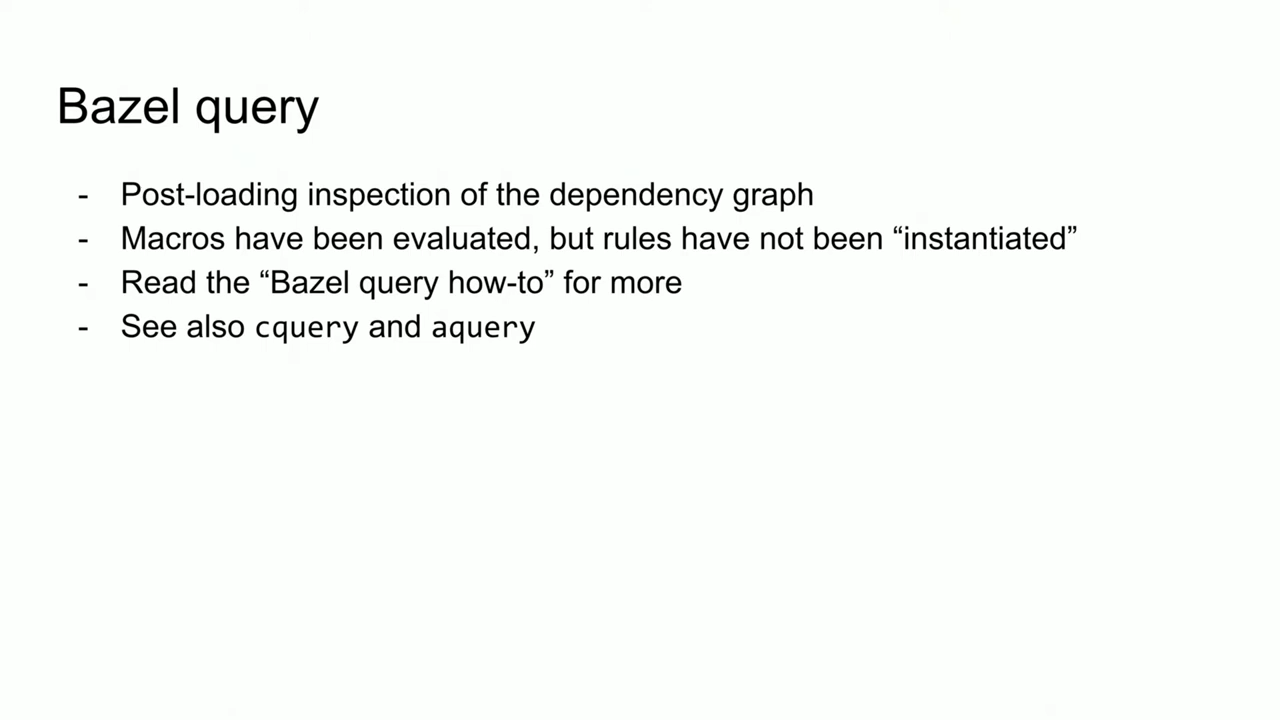 Bazel query
- Post-loading inspection of the dependency graph
- Macros have been evaluated, but rules have not been “instantiated”
- Read the “Bazel query how-to” for more
- See also cquery and aquery